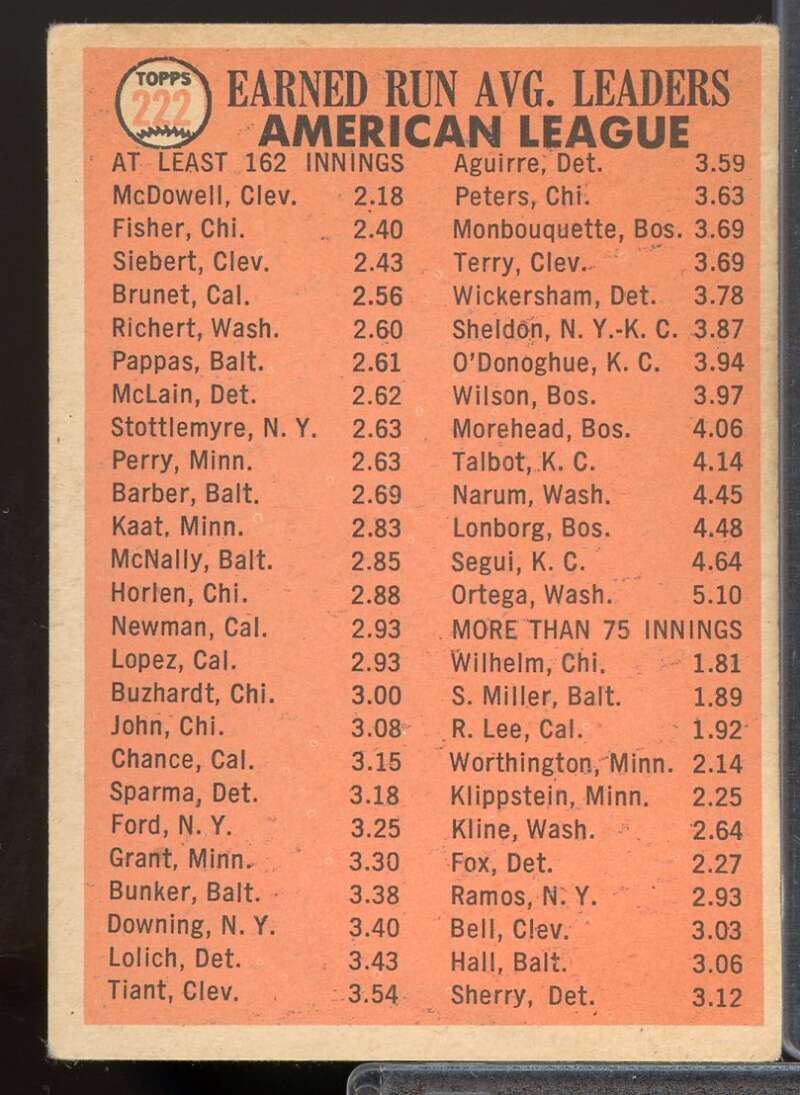 TOPPS
222
EARNED RUN AVG. LEADERS
AMERICAN LEAGUE
AT LEAST 162 INNINGS
McDowell, Clev. 2.18
Fisher, Chi. 2.40
Siebert, Clev. 2.43
Brunet, Cal. 2.56
Richert, Wash. 2.60
Pappas, Balt. 2.61
McLain, Det. 2.62
Stottlemyre, N. Y. 2.63
Perry, Minn. 2.63
Barber, Balt. 2.69
Kaat, Minn. 2.83
McNally, Balt. 2.85
Horlen, Chi. 2.88
Newman, Cal. 2.93
Lopez, Cal. 2.93
Buzhardt, Chi. 3.00
John, Chi. 3.08
Chance, Cal. 3.15
Sparma, Det. 3.18
Ford, N. Y. 3.25
Grant, Minn. 3.30
Bunker, Balt. 3.38
Downing, N. Y. 3.40
Lolich, Det. 3.43
Tiant, Clev. 3.54
Aguirre, Det. 3.59
Peters, Chi. 3.63
Monbouquette, Bos. 3.69
Terry, Clev. 3.69
Wickersham, Det. 3.78
Sheldon, N. Y.-K. C. 3.87
O'Donoghue, K. C. 3.94
Wilson, Bos. 3.97
Morehead, Bos. 4.06
Talbot, K. C. 4.14
Narum, Wash. 4.45
Lonborg, Bos. 4.48
Segui, K. C. 4.64
Ortega, Wash. 5.10
MORE THAN 75 INNINGS
Wilhelm, Chi. 1.81
S. Miller, Balt. 1.89
R. Lee, Cal. 1.92
Worthington, Minn. 2.14
Klippstein, Minn. 2.25
Kline, Wash. 2.64
Fox, Det. 2.27
Ramos, N. Y. 2.93
Bell, Clev. 3.03
Hall, Balt. 3.06
Sherry, Det. 3.12